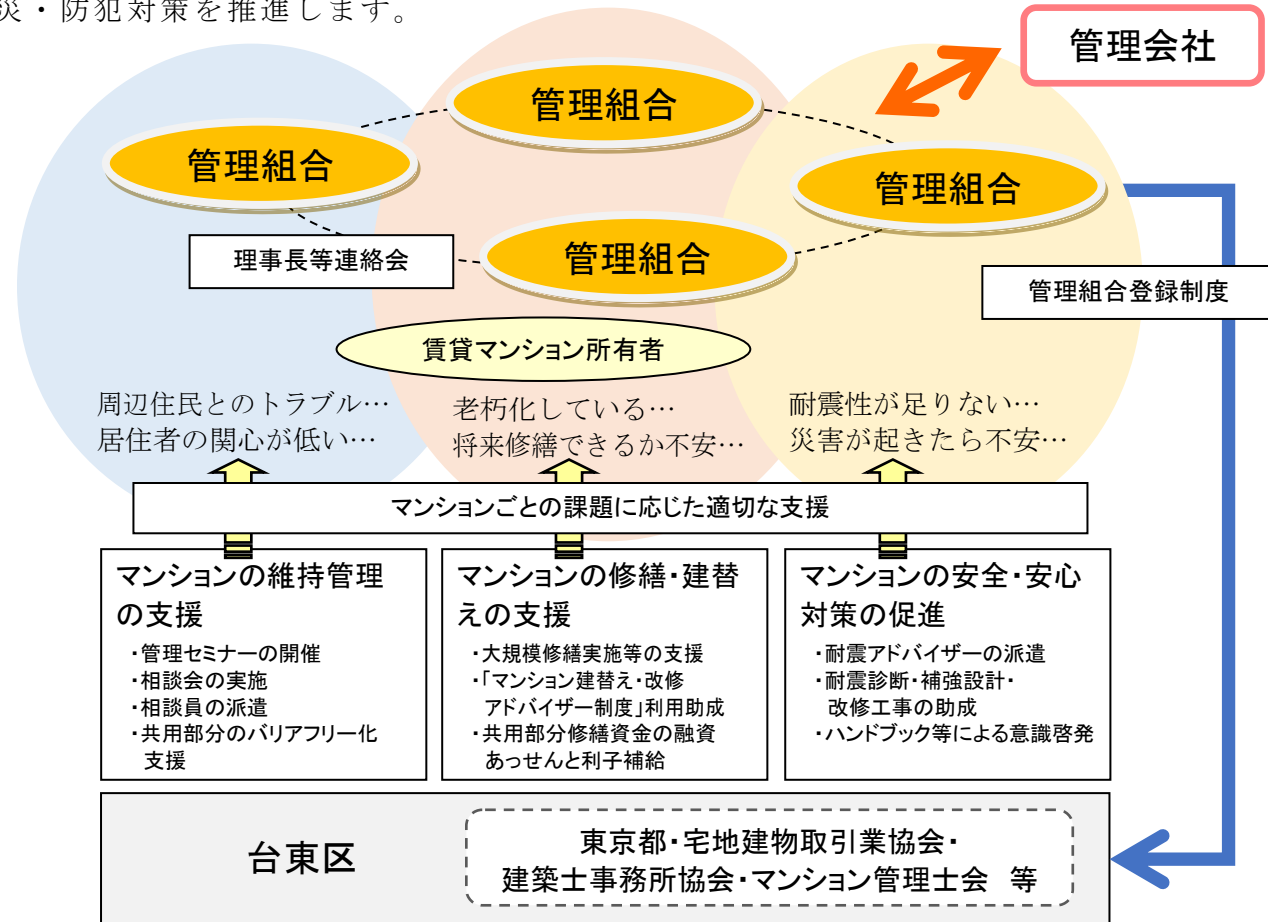 災・防犯対策を推進します。
管理会社
管理組合
管理組合
管理組合
管理組合
理事長等連絡会
管理組合登録制度
賃貸マンション所有者
周辺住民とのトラブル…
居住者の関心が低い…
老朽化している…
将来修繕できるか不安…
耐震性が足りない…
災害が起きたら不安…
マンションごとの課題に応じた適切な支援
マンションの維持管理
の支援
・管理セミナーの開催
・相談会の実施
・相談員の派遣
・共用部分のバリアフリー化
支援
マンションの修繕・建替
えの支援
・大規模修繕実施等の支援
・「マンション建替え・改修
アドバイザー制度」利用助成
・共用部分修繕資金の融資
あっせんと利子補給
マンションの安全・安心
対策の促進
・耐震アドバイザーの派遣
・耐震診断・補強設計・
改修工事の助成
・ハンドブック等による意識啓発
台東区
東京都・宅地建物取引業協会・
建築士事務所協会・マンション管理士会 等